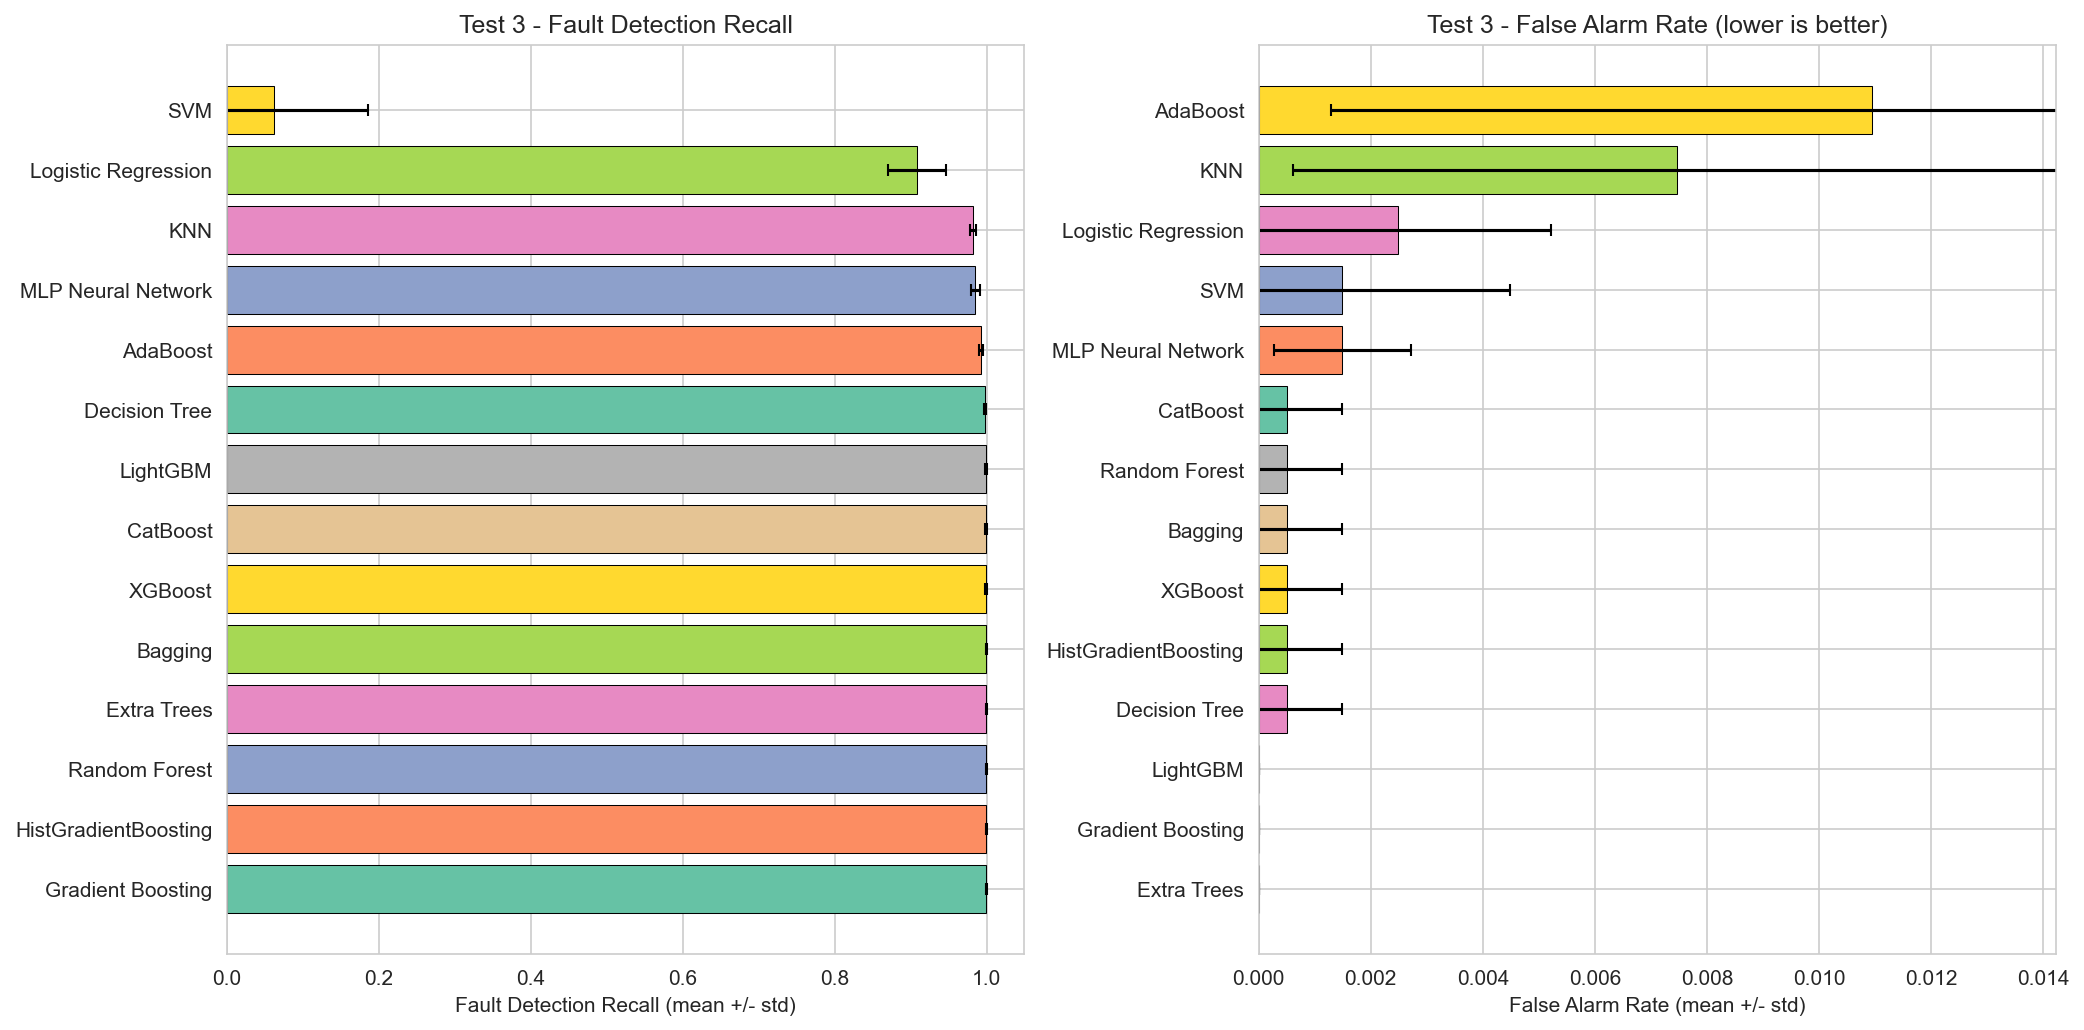 Test 3 - Fault Detection Recall
SVM
Logistic Regression
KNN
MLP Neural Network
AdaBoost
Decision Tree
LightGBM
CatBoost
XGBoost
Bagging
Extra Trees
Random Forest
HistGradientBoosting
Gradient Boosting
0.0 0.2 0.4 0.6 0.8 1.0
Fault Detection Recall (mean +/- std)
Test 3 - False Alarm Rate (lower is better)
AdaBoost
KNN
Logistic Regression
SVM
MLP Neural Network
CatBoost
Random Forest
Bagging
XGBoost
HistGradientBoosting
Decision Tree
LightGBM
Gradient Boosting
Extra Trees
0.000 0.002 0.004 0.006 0.008 0.010 0.012 0.014
False Alarm Rate (mean +/- std)